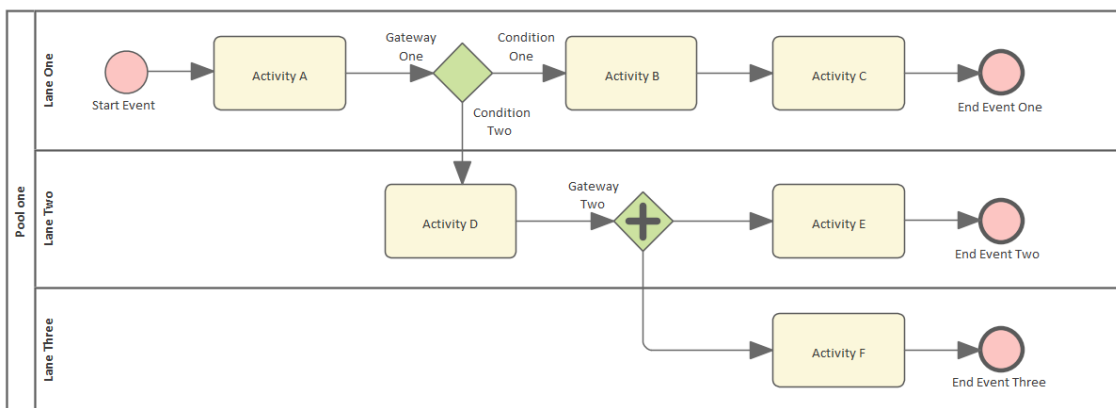 Pool one
Lane One
Start Event
Activity A
Gateway
One
Condition
One
Condition
Two
Activity B
Activity C
End Event One
Lane Two
Activity D
Gateway
Two
Activity E
End Event Two
Lane Three
Activity F
End Event Three